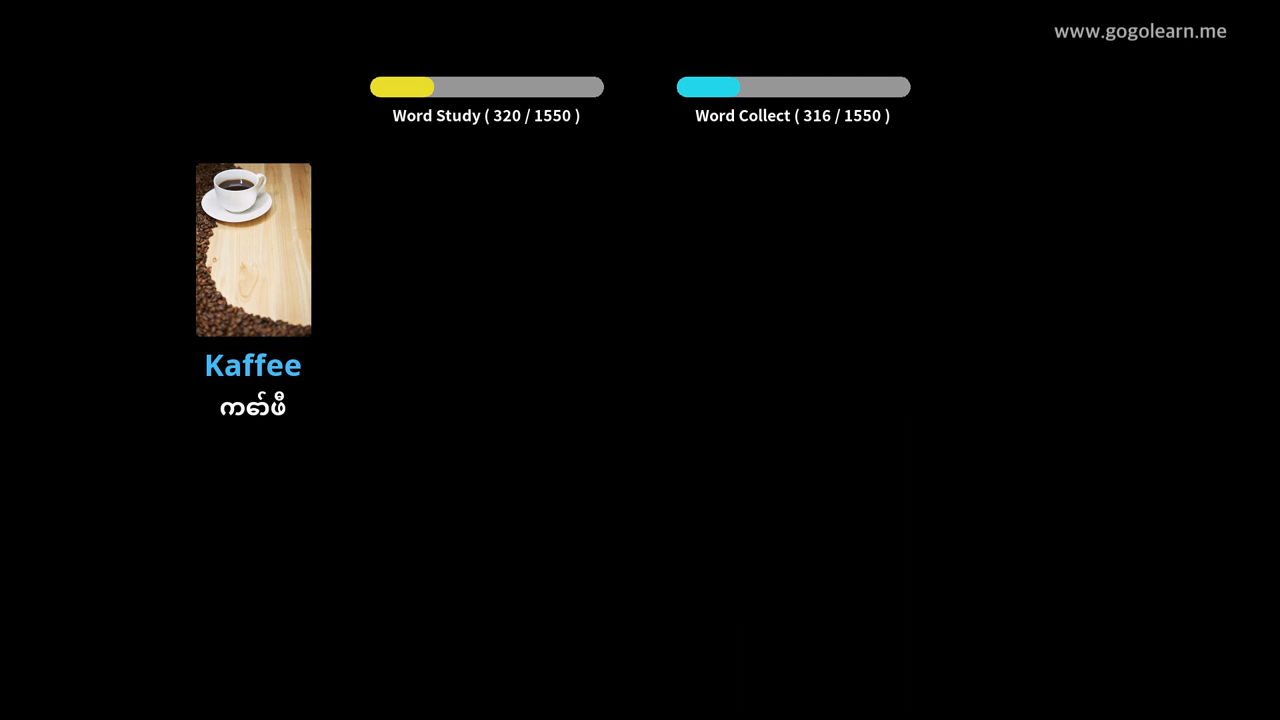 www.gogolearn.me
Word Study ( 320 / 1550 )
Word Collect ( 316 / 1550 )
Kaffee
ကော်ဖီ